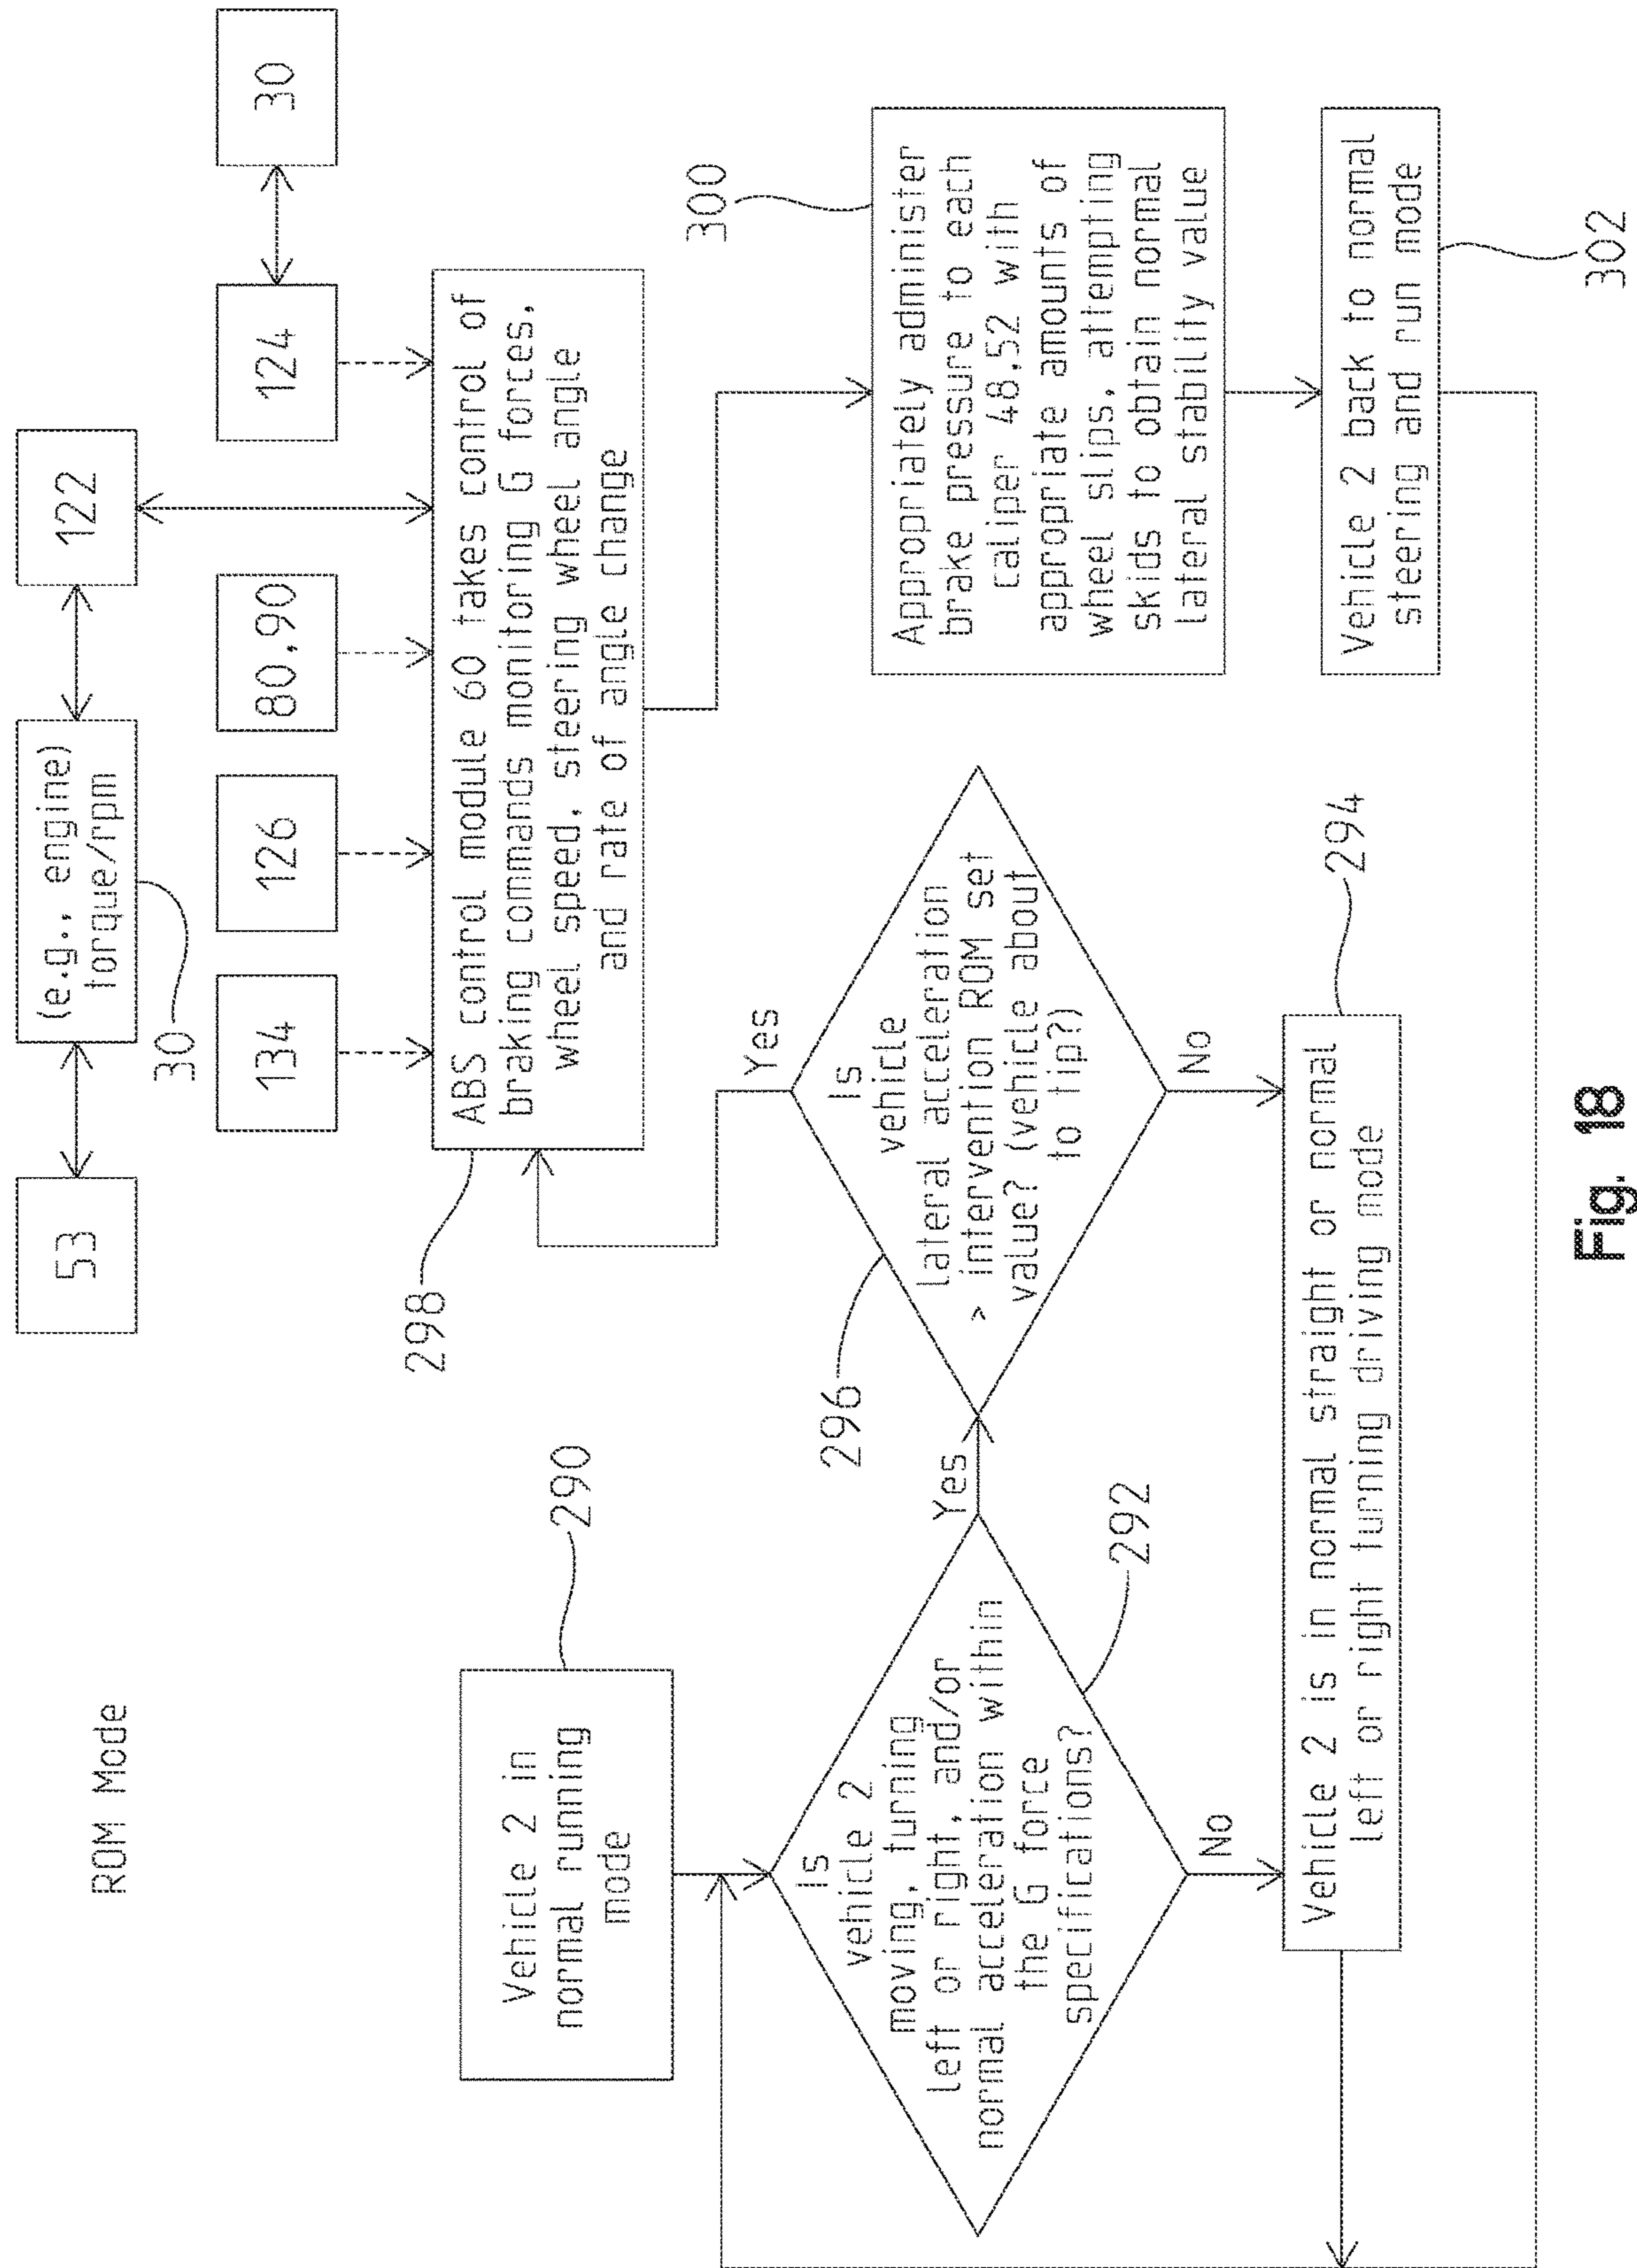 ROM Mode
53
(e.g., engine)
torque/rpm
30
122
134
126
80,90
124
30
298
ABS control module 60 takes control of
braking commands monitoring G forces,
wheel speed, steering wheel angle
and rate of angle change
290
Vehicle 2 in
normal running
mode
Is
vehicle 2
moving, turning
left or right, and/or
normal acceleration within
the G force
specifications?
292
Yes
No
296
Is
vehicle
lateral acceleration
> intervention ROM set
value? (vehicle about
to tip?)
Yes
No
300
Appropriately administer
brake pressure to each
caliper 48,52 with
appropriate amounts of
wheel slips, attempting
skids to obtain normal
lateral stability value
294
Vehicle 2 is in normal straight or normal
left or right turning driving mode
Vehicle 2 back to normal
steering and run mode
302
Fig. 18